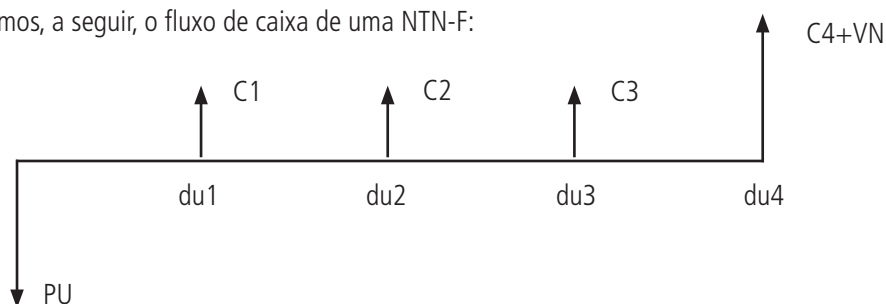 mos, a seguir, o fluxo de caixa de uma NTN-F:
C4+VN
C1 C2 C3
du1 du2 du3 du4
PU